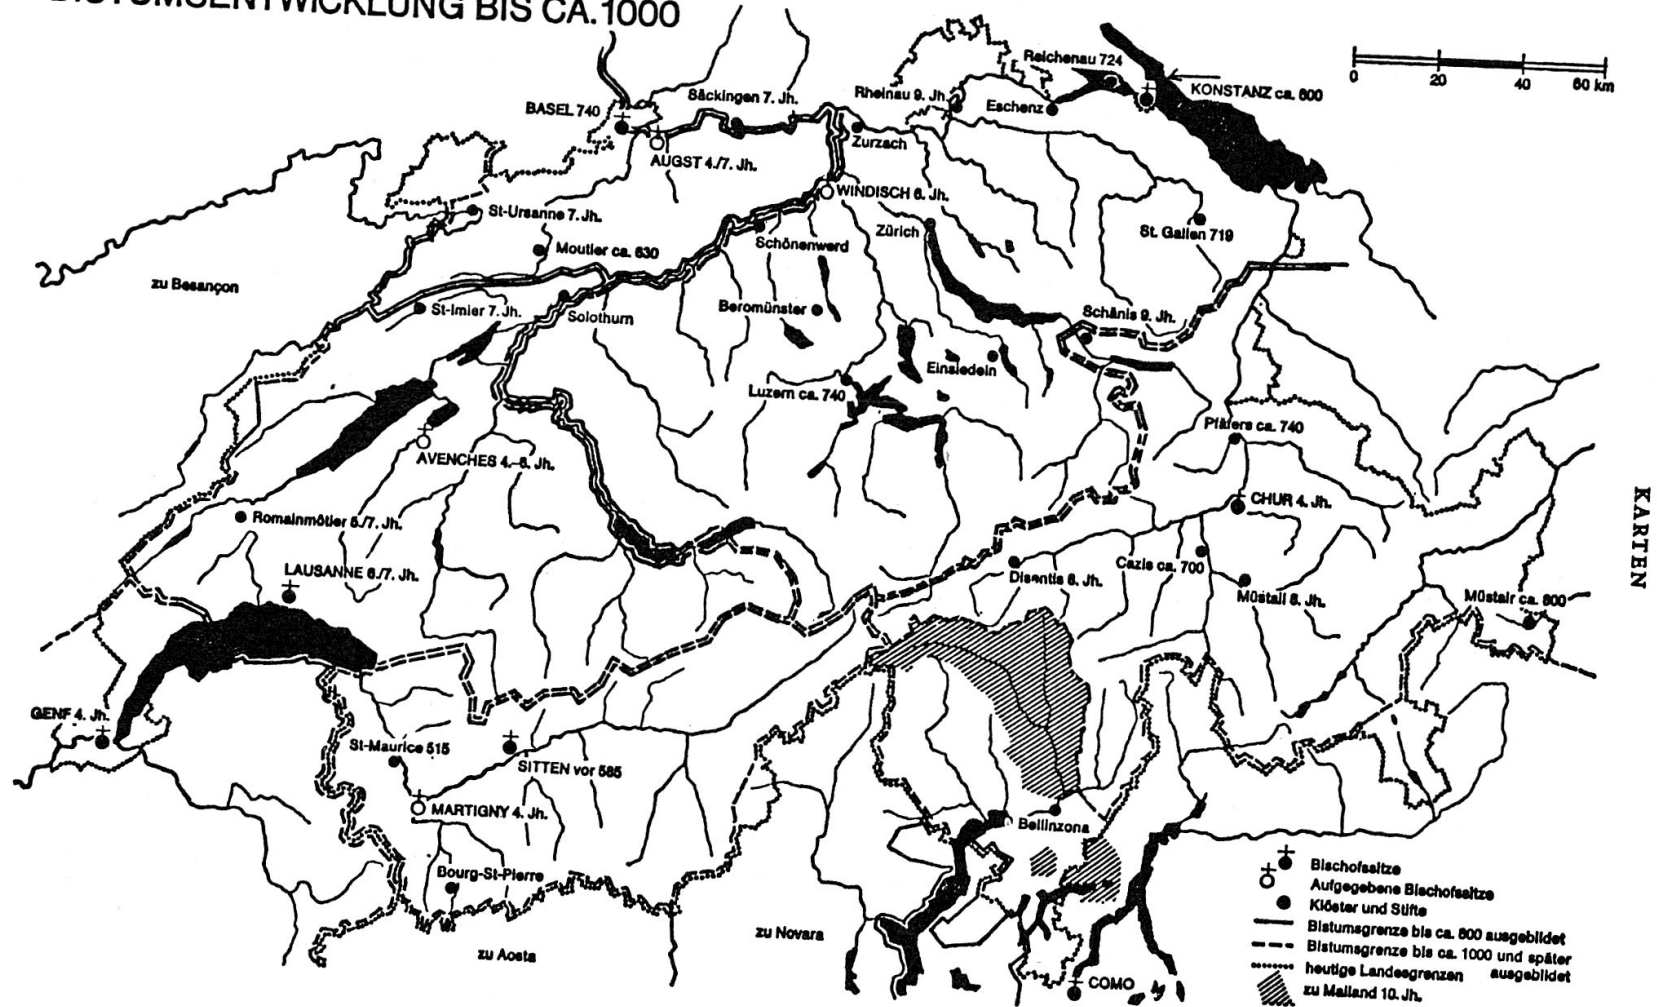 BISTUMSENTWICKLUNG BIS CA. 1000
Reichenau 724
0 20 40 60 km
KONSTANZ ca. 600
BASEL 740
Säckingen 7. Jh.
Rheinau 9. Jh.
Eschenz
AUGST 4./7. Jh.
Zurzach
WINDISCH 6. Jh.
St-Ursanne 7. Jh.
Schönenwerd
Zürich
St. Gallen 719
Moutier ca. 630
zu Besançon
St-Imier 7. Jh.
Solothurn
Beromünster
Schänis 9. Jh.
Einsiedeln
Luzern ca. 740
Pfäfers ca. 740
AVENCHES 4.-6. Jh.
CHUR 4. Jh.
KARTEN
Romainmôtier 5./7. Jh.
LAUSANNE 6./7. Jh.
Disentis 8. Jh.
Cazis ca. 700
Müstail 8. Jh.
Müstair ca. 800
GENF 4. Jh.
St-Maurice 515
SITTEN vor 585
MARTIGNY 4. Jh.
Bellinzona
Bourg-St-Pierre
zu Aosta
zu Novara
COMO
Bischofssitze
Aufgegebene Bischofssitze
Klöster und Stifte
Bistumsgrenze bis ca. 800 ausgebildet
Bistumsgrenze bis ca. 1000 und später
ausgebildet
heutige Landesgrenzen
zu Mailand 10. Jh.